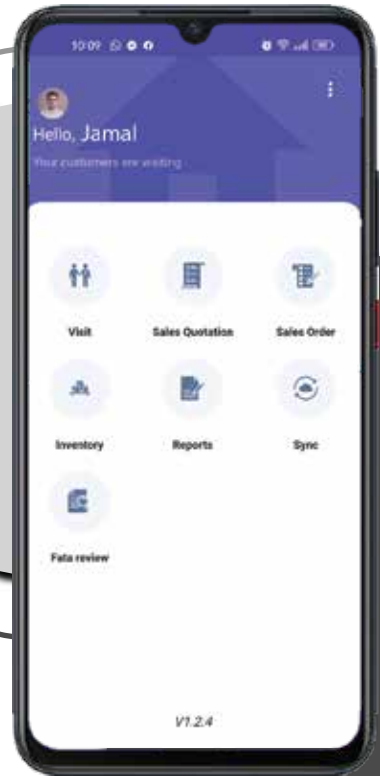 10:09
Hello, Jamal
Your customers are waiting
Visit
Sales Quotation
Sales Order
Inventory
Reports
Sync
Fata review
V1.2.4